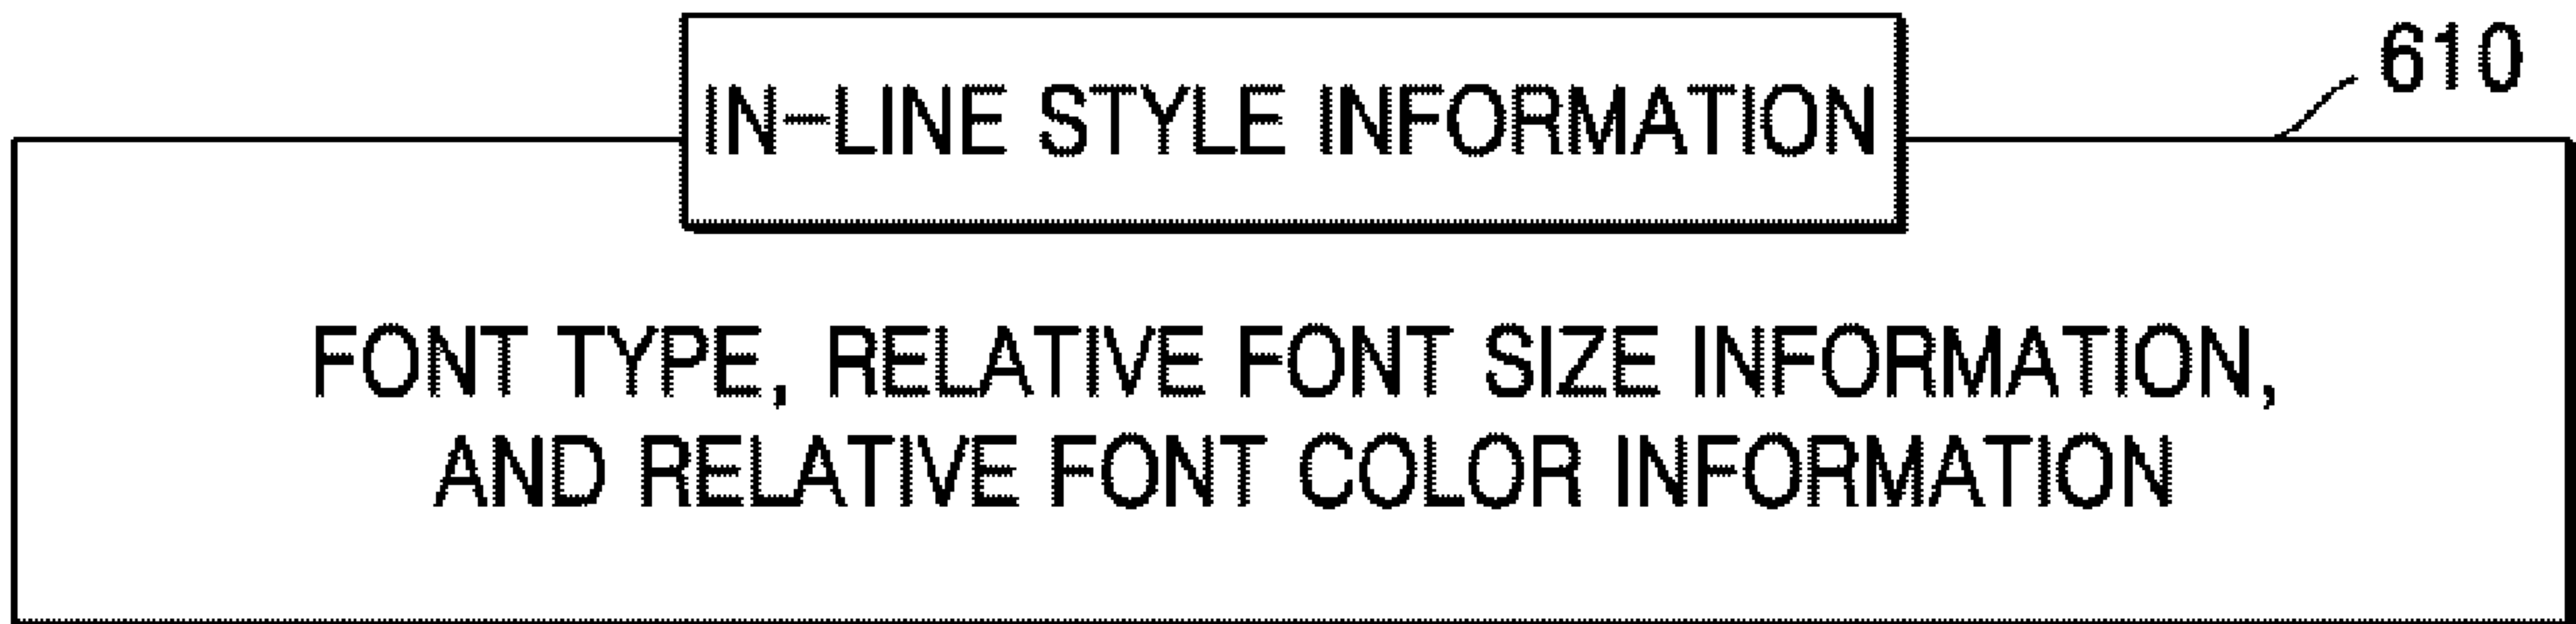 IN-LINE STYLE INFORMATION
610
FONT TYPE, RELATIVE FONT SIZE INFORMATION,
AND RELATIVE FONT COLOR INFORMATION